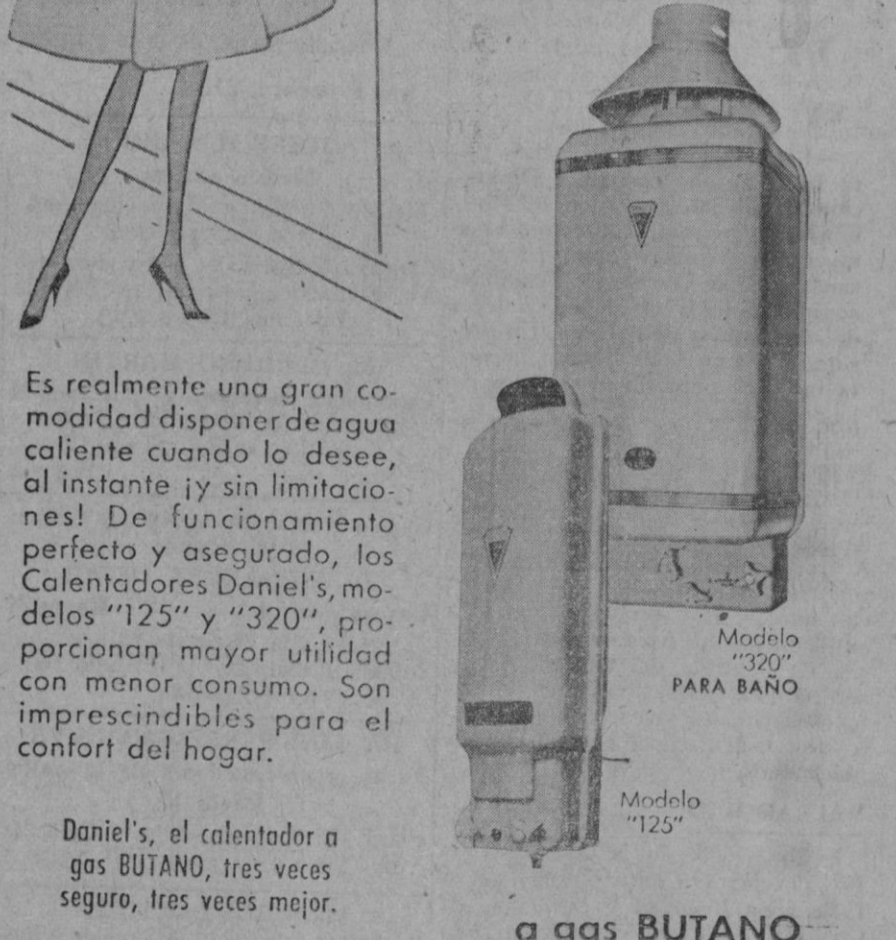 Es realmente una gran co-
modidad disponer de agua
caliente cuando lo desee,
al instante ¡y sin limitacio-
nes! De funcionamiento
perfecto y asegurado, los
Calentadores Daniel's, mo-
delos "125" y "320", pro-
porcionan mayor utilidad
con menor consumo. Son
imprescindibles para el
confort del hogar.
Daniel's, el calentador a
gas BUTANO, tres veces
seguro, tres veces mejor.
Modelo
"320"
PARA BAÑO
Modelo
"125"
a gas BUTANO